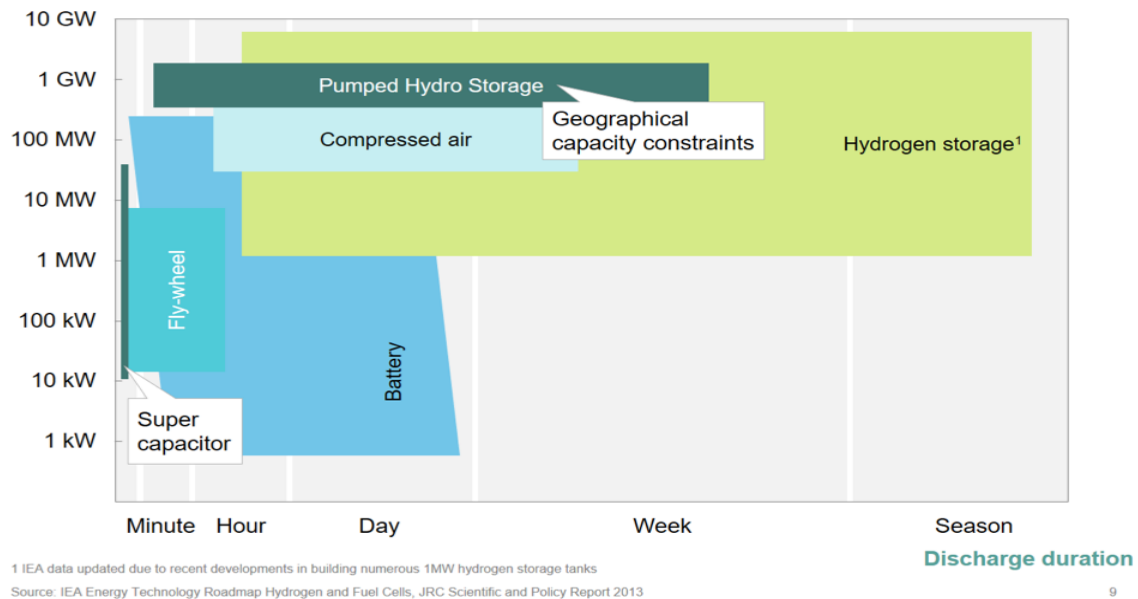 10 GW
1 GW
100 MW
10 MW
1 MW
100 kW
10 kW
1 kW
Pumped Hydro Storage
Geographical
capacity constraints
Compressed air
Hydrogen storage¹
Fly-wheel
Battery
Super
capacitor
Minute Hour Day Week Season
Discharge duration
1 IEA data updated due to recent developments in building numerous 1MW hydrogen storage tanks
Source: IEA Energy Technology Roadmap Hydrogen and Fuel Cells, JRC Scientific and Policy Report 2013
9